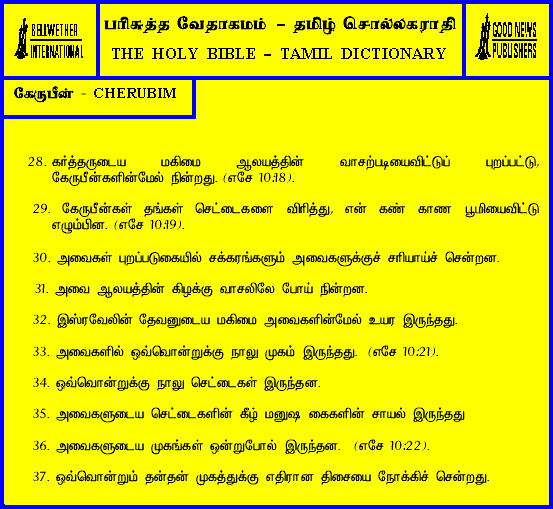 BELLWETHER
INTERNATIONAL
பரிசுத்த வேதாகமம் - தமிழ் சொல்லகராதி
THE HOLY BIBLE - TAMIL DICTIONARY
GOOD NEWS
PUBLISHERS
கேருபீன் - CHERUBIM
28. கர்த்தருடைய மகிமை ஆலயத்தின் வாசற்படியைவிட்டுப் புறப்பட்டு,
கேருபீன்களின்மேல் நின்றது. (எசே 10:18).
29. கேருபீன்கள் தங்கள் செட்டைகளை விரித்து, என் கண் காண பூமியைவிட்டு
எழும்பின. (எசே 10:19).
30. அவைகள் புறப்படுகையில் சக்கரங்களும் அவைகளுக்குச் சரியாய்ச் சென்றன.
31. அவை ஆலயத்தின் கிழக்கு வாசலிலே போய் நின்றன.
32. இஸ்ரவேலின் தேவனுடைய மகிமை அவைகளின்மேல் உயர இருந்தது.
33. அவைகளில் ஒவ்வொன்றுக்கு நாலு முகம் இருந்தது. (எசே 10:21).
34. ஒவ்வொன்றுக்கு நாலு செட்டைகள் இருந்தன.
35. அவைகளுடைய செட்டைகளின் கீழ் மனுஷ கைகளின் சாயல் இருந்தது
36. அவைகளுடைய முகங்கள் ஒன்றுபோல் இருந்தன. (எசே 10:22).
37. ஒவ்வொன்றும் தன்தன் முகத்துக்கு எதிரான திசையை நோக்கிச் சென்றது.